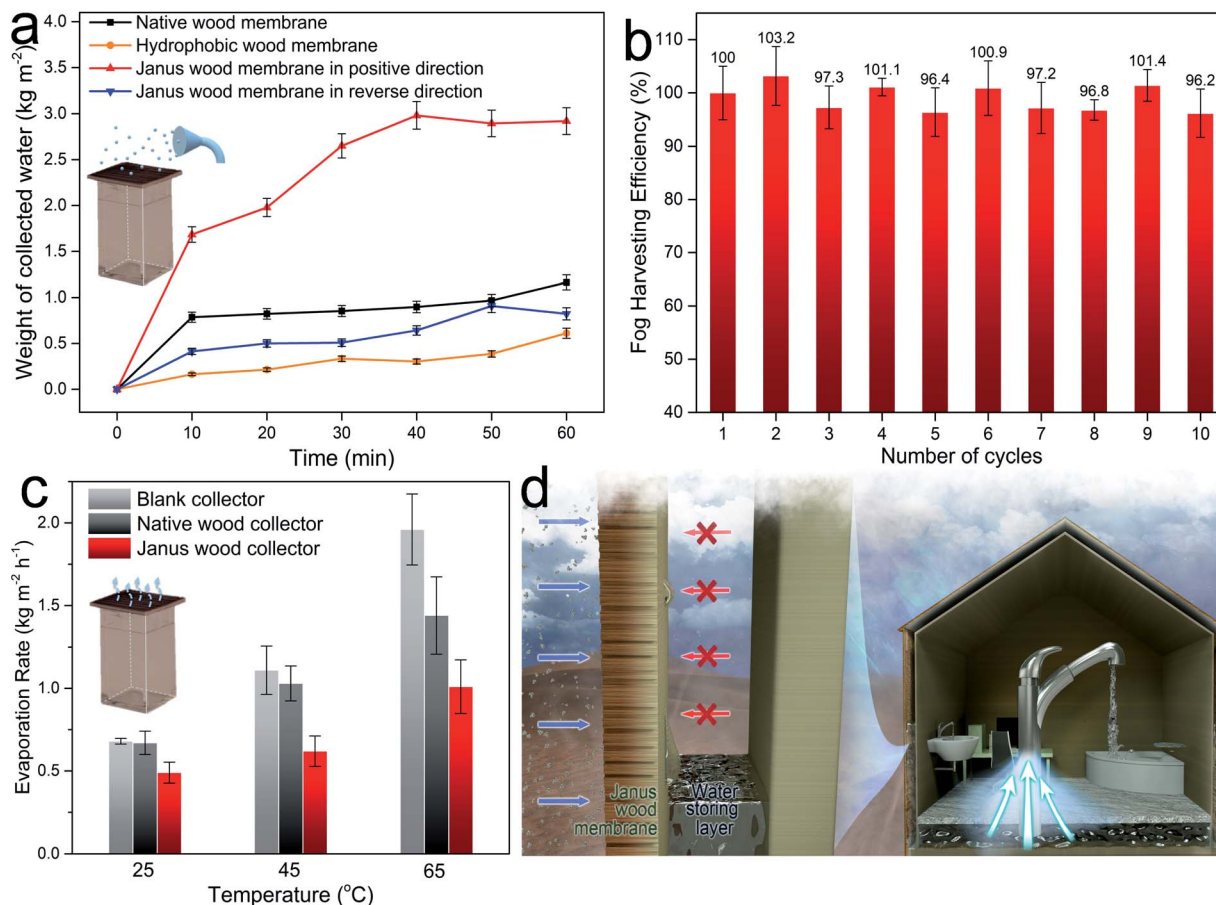 a
Native wood membrane
Hydrophobic wood membrane
Janus wood membrane in positive direction
Janus wood membrane in reverse direction
Weight of collected water (kg m⁻²)
4.0
3.5
3.0
2.5
2.0
1.5
1.0
0.5
0.0
0 10 20 30 40 50 60
Time (min)
b
Fog Harvesting Efficiency (%)
110
100
90
80
70
60
50
40
100 103.2 97.3 101.1 96.4 100.9 97.2 96.8 101.4 96.2
1 2 3 4 5 6 7 8 9 10
Number of cycles
c
Blank collector
Native wood collector
Janus wood collector
Evaporation Rate (kg m⁻² h⁻¹)
2.0
1.5
1.0
0.5
0.0
25 45 65
Temperature (°C)
d
Janus
wood
membrane
Water
storing
layer